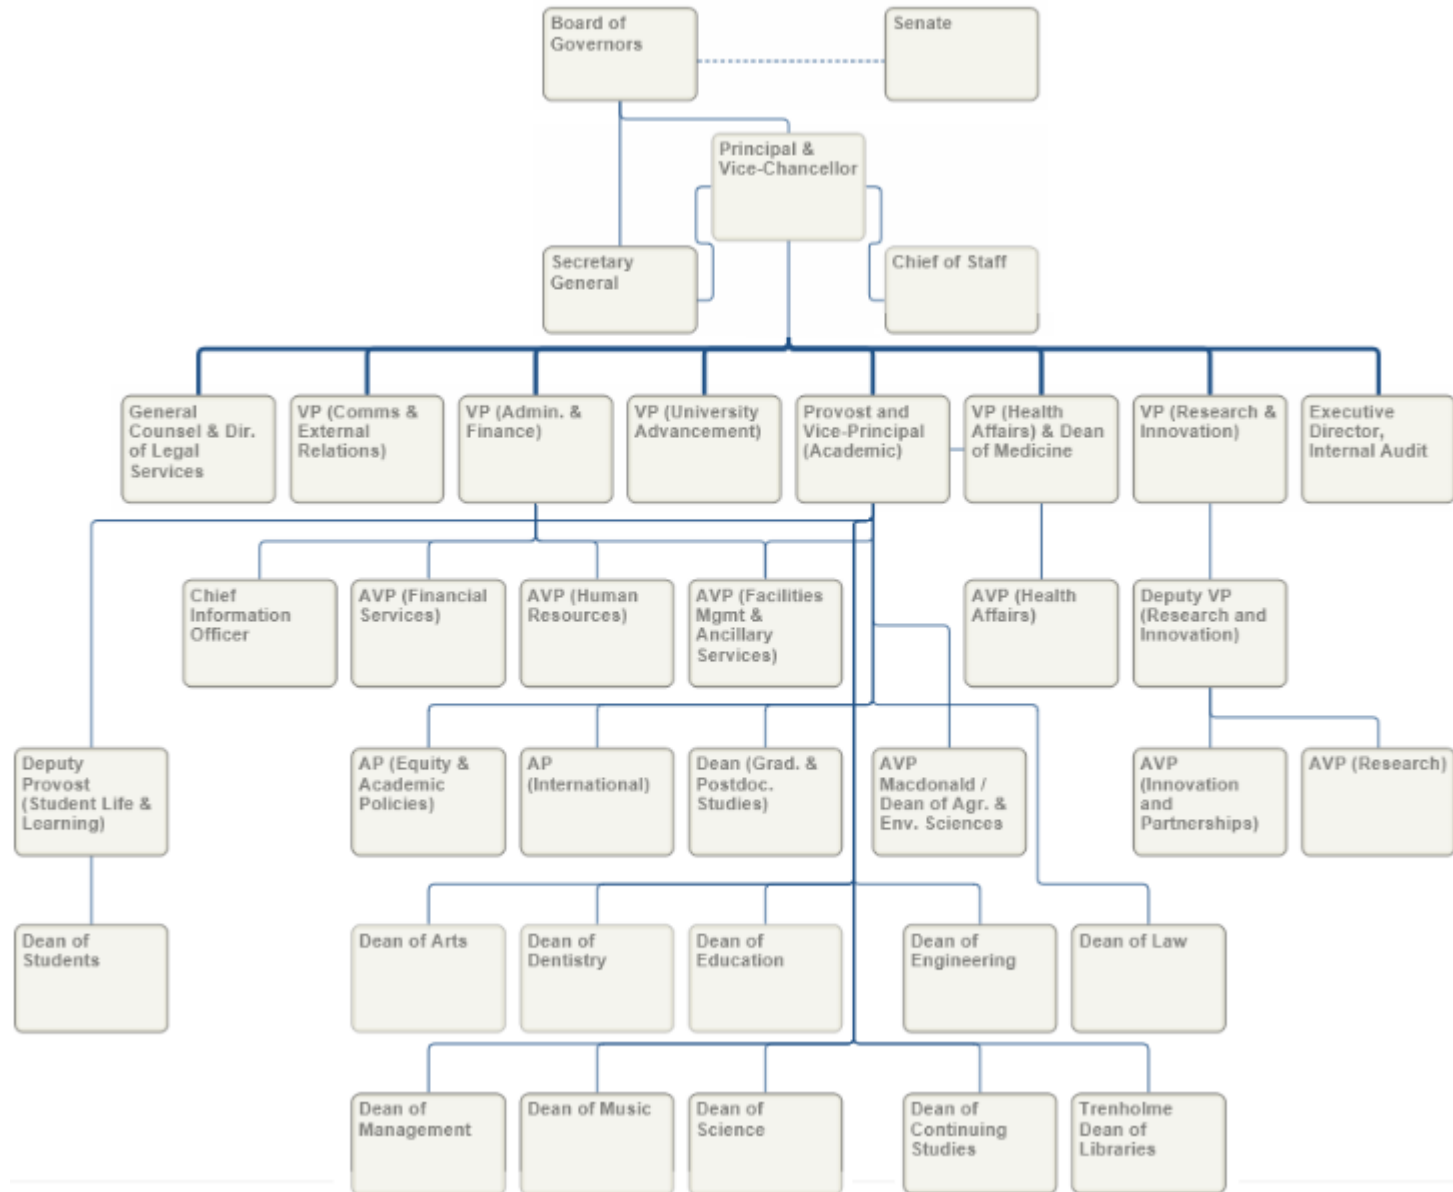 Board of
Governors
Senate
Principal &
Vice-Chancellor
Secretary
General
Chief of Staff
General
Counsel & Dir.
of Legal
Services
VP (Comms &
External
Relations)
VP (Admin. &
Finance)
VP (University
Advancement)
Provost and
Vice-Principal
(Academic)
VP (Health
Affairs) & Dean
of Medicine
VP (Research &
Innovation)
Executive
Director,
Internal Audit
Chief
Information
Officer
AVP (Financial
Services)
AVP (Human
Resources)
AVP (Facilities
Mgmt &
Ancillary
Services)
AVP (Health
Affairs)
Deputy VP
(Research and
Innovation)
Deputy
Provost
(Student Life &
Learning)
AP (Equity &
Academic
Policies)
AP
(International)
Dean (Grad. &
Postdoc.
Studies)
AVP
Macdonald /
Dean of Agr. &
Env. Sciences
AVP
(Innovation
and
Partnerships)
AVP (Research)
Dean of
Students
Dean of Arts
Dean of
Dentistry
Dean of
Education
Dean of
Engineering
Dean of Law
Dean of
Management
Dean of Music
Dean of
Science
Dean of
Continuing
Studies
Trenholme
Dean of
Libraries